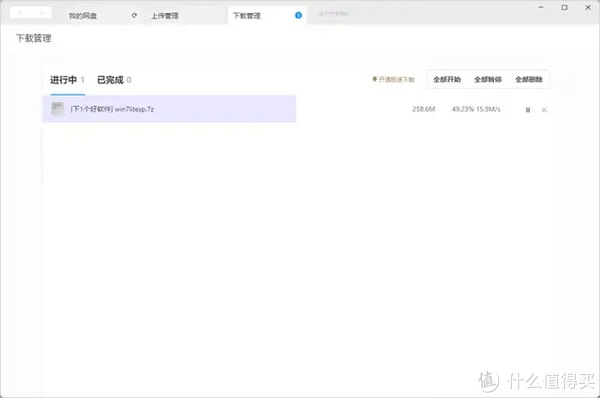 我的网盘 上传管理 下载管理 1
下载管理
进行中 1 已完成 0 开通极速下载 全部开始 全部暂停 全部删除
[下1个好软件] win7litesp.7z 258.6M 49.23% 15.9M/s
值 什么值得买